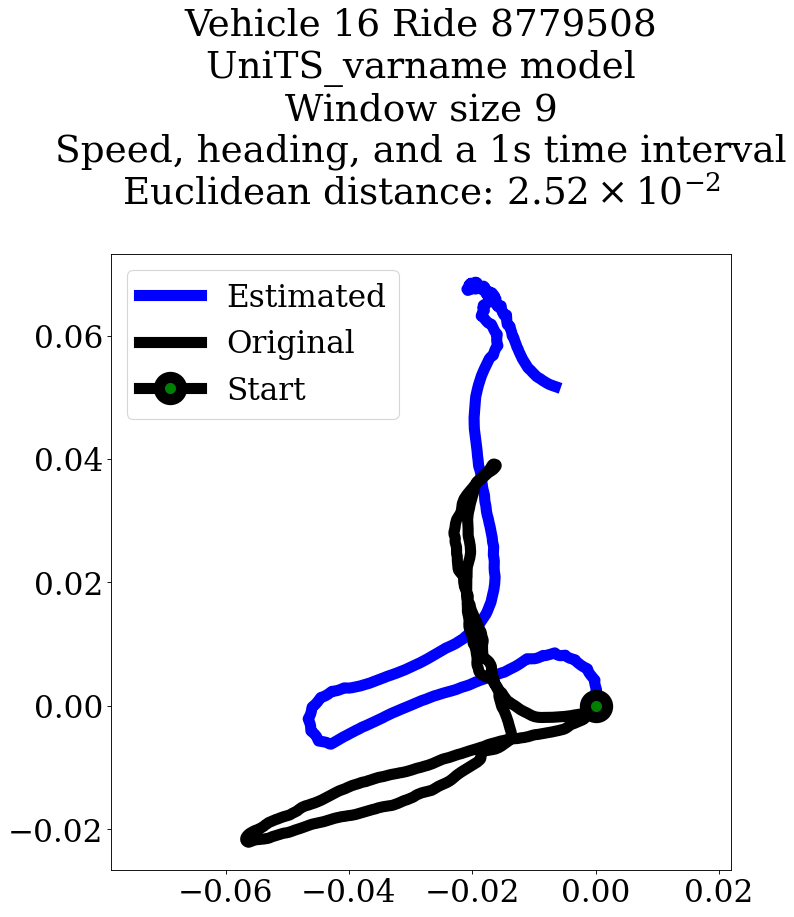 Vehicle 16 Ride 8779508
UniTS_varname model
Window size 9
Speed, heading, and a 1s time interval
Euclidean distance: 2.52 × 10⁻²
Estimated
Original
Start
0.06
0.04
0.02
0.00
−0.02
−0.06 −0.04 −0.02 0.00 0.02